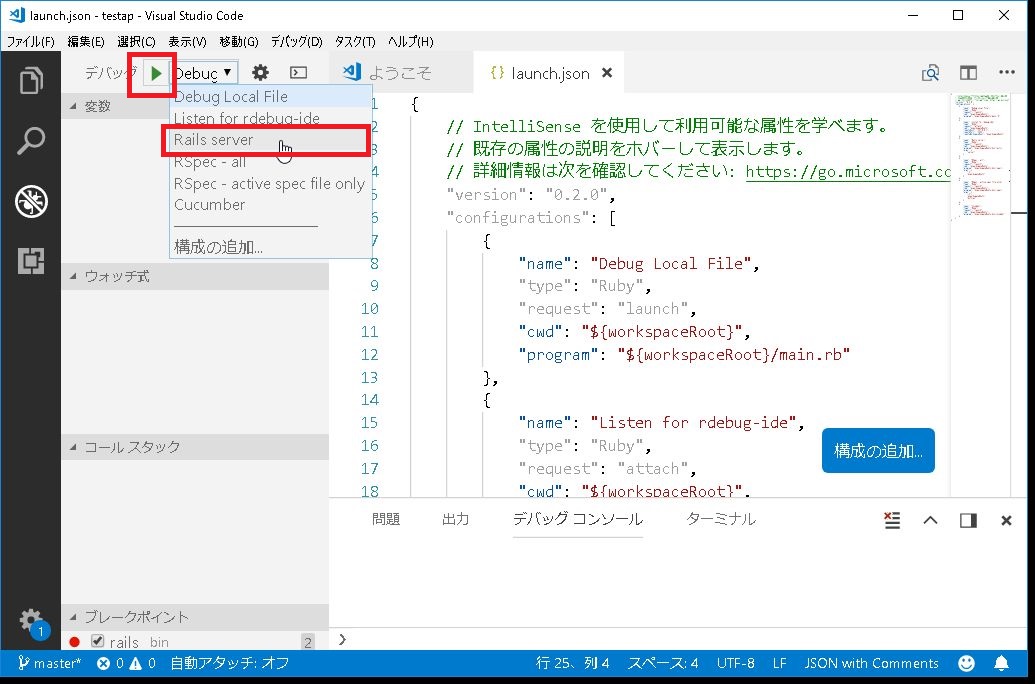 launch.json - testap - Visual Studio Code
ファイル(F) 編集(E) 選択(C) 表示(V) 移動(G) デバッグ(D) タスク(T) ヘルプ(H)
デバッグ Debug ▼ ようこそ {} launch.json
変数
Debug Local File
Listen for rdebug-ide
Rails server
RSpec - all
RSpec - active spec file only
Cucumber
構成の追加...
ウォッチ式
コール スタック
ブレークポイント
rails bin 2
1 {
2 // IntelliSense を使用して利用可能な属性を学べます。
3 // 既存の属性の説明をホバーして表示します。
4 // 詳細情報は次を確認してください: https://go.microsoft.co
5 "version": "0.2.0",
6 "configurations": [
7 {
8 "name": "Debug Local File",
9 "type": "Ruby",
10 "request": "launch",
11 "cwd": "${workspaceRoot}",
12 "program": "${workspaceRoot}/main.rb"
13 },
14 {
15 "name": "Listen for rdebug-ide",
16 "type": "Ruby",
17 "request": "attach",
18 "cwd": "${workspaceRoot}",
構成の追加...
問題 出力 デバッグ コンソール ターミナル
1
master* 0 0 自動アタッチ: オフ 行 25、列 4 スペース: 4 UTF-8 LF JSON with Comments